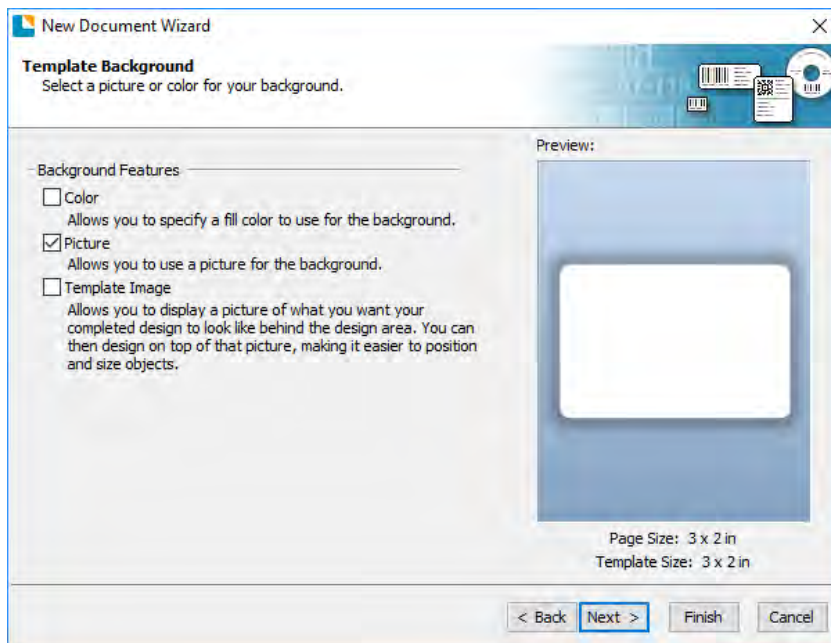 New Document Wizard
Template Background
Select a picture or color for your background.
Background Features
Color
Allows you to specify a fill color to use for the background.
Picture
Allows you to use a picture for the background.
Template Image
Allows you to display a picture of what you want your
completed design to look like behind the design area. You can
then design on top of that picture, making it easier to position
and size objects.
Preview:
Page Size: 3 x 2 in
Template Size: 3 x 2 in
< Back Next > Finish Cancel